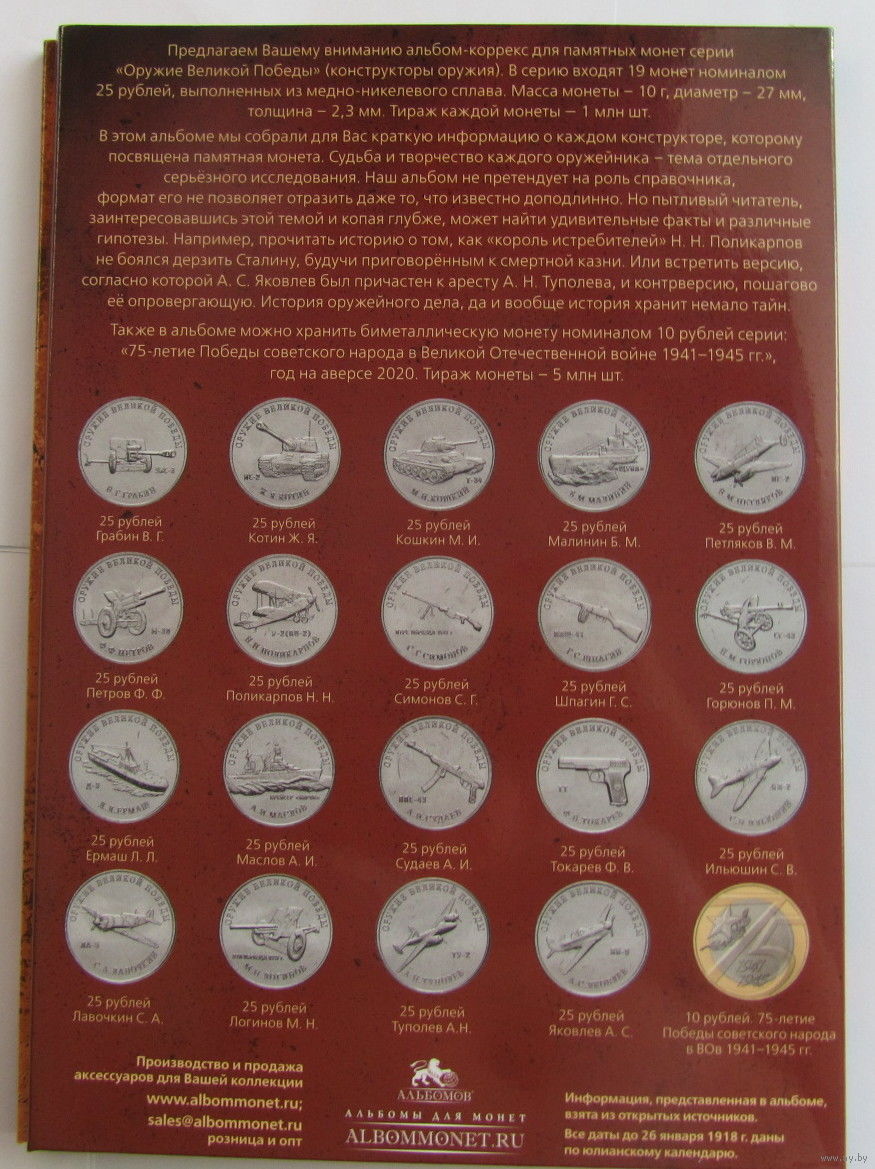 Предлагаем Вашему вниманию альбом-коррекс для памятных монет серии
«Оружие Великой Победы» (конструкторы оружия). В серию входят 19 монет номиналом
25 рублей, выполненных из медно-никелевого сплава. Масса монеты – 10 г, диаметр – 27 мм,
толщина – 2,3 мм. Тираж каждой монеты – 1 млн шт.
В этом альбоме мы собрали для Вас краткую информацию о каждом конструкторе, которому
посвящена памятная монета. Судьба и творчество каждого оружейника – тема отдельного
серьёзного исследования. Наш альбом не претендует на роль справочника,
формат его не позволяет отразить даже то, что известно доподлинно. Но пытливый читатель,
заинтересовавшись этой темой и копая глубже, может найти удивительные факты и различные
гипотезы. Например, прочитать историю о том, как «король истребителей» Н. Н. Поликарпов
не боялся дерзить Сталину, будучи приговорённым к смертной казни. Или встретить версию,
согласно которой А. С. Яковлев был причастен к аресту А. Н. Туполева, и контрверсию, пошагово
её опровергающую. История оружейного дела, да и вообще история хранит немало тайн.
Также в альбоме можно хранить биметаллическую монету номиналом 10 рублей серии:
«75-летие Победы советского народа в Великой Отечественной войне 1941–1945 гг.»,
год на аверсе 2020. Тираж монеты – 5 млн шт.
25 рублей
Грабин В. Г.
25 рублей
Котин Ж. Я.
25 рублей
Кошкин М. И.
25 рублей
Малинин Б. М.
25 рублей
Петляков В. М.
25 рублей
Петров Ф. Ф.
25 рублей
Поликарпов Н. Н.
25 рублей
Симонов С. Г.
25 рублей
Шпагин Г. С.
25 рублей
Горюнов П. М.
25 рублей
Ермаш Л. Л.
25 рублей
Маслов А. И.
25 рублей
Судаев А. И.
25 рублей
Токарев Ф. В.
25 рублей
Ильюшин С. В.
25 рублей
Лавочкин С. А.
25 рублей
Логинов М. Н.
25 рублей
Туполев А.Н.
25 рублей
Яковлев А. С.
10 рублей. 75-летие
Победы советского народа
в ВОв 1941–1945 гг.
Производство и продажа
аксессуаров для Вашей коллекции
www.albommonet.ru;
sales@albommonet.ru
розница и опт
АЛЬБОМОВ
АЛЬБОМЫ ДЛЯ МОНЕТ
ALBOMMONET.RU
Информация, представленная в альбоме,
взята из открытых источников.
Все даты до 26 января 1918 г. даны
по юлианскому календарю.
www.ay.by